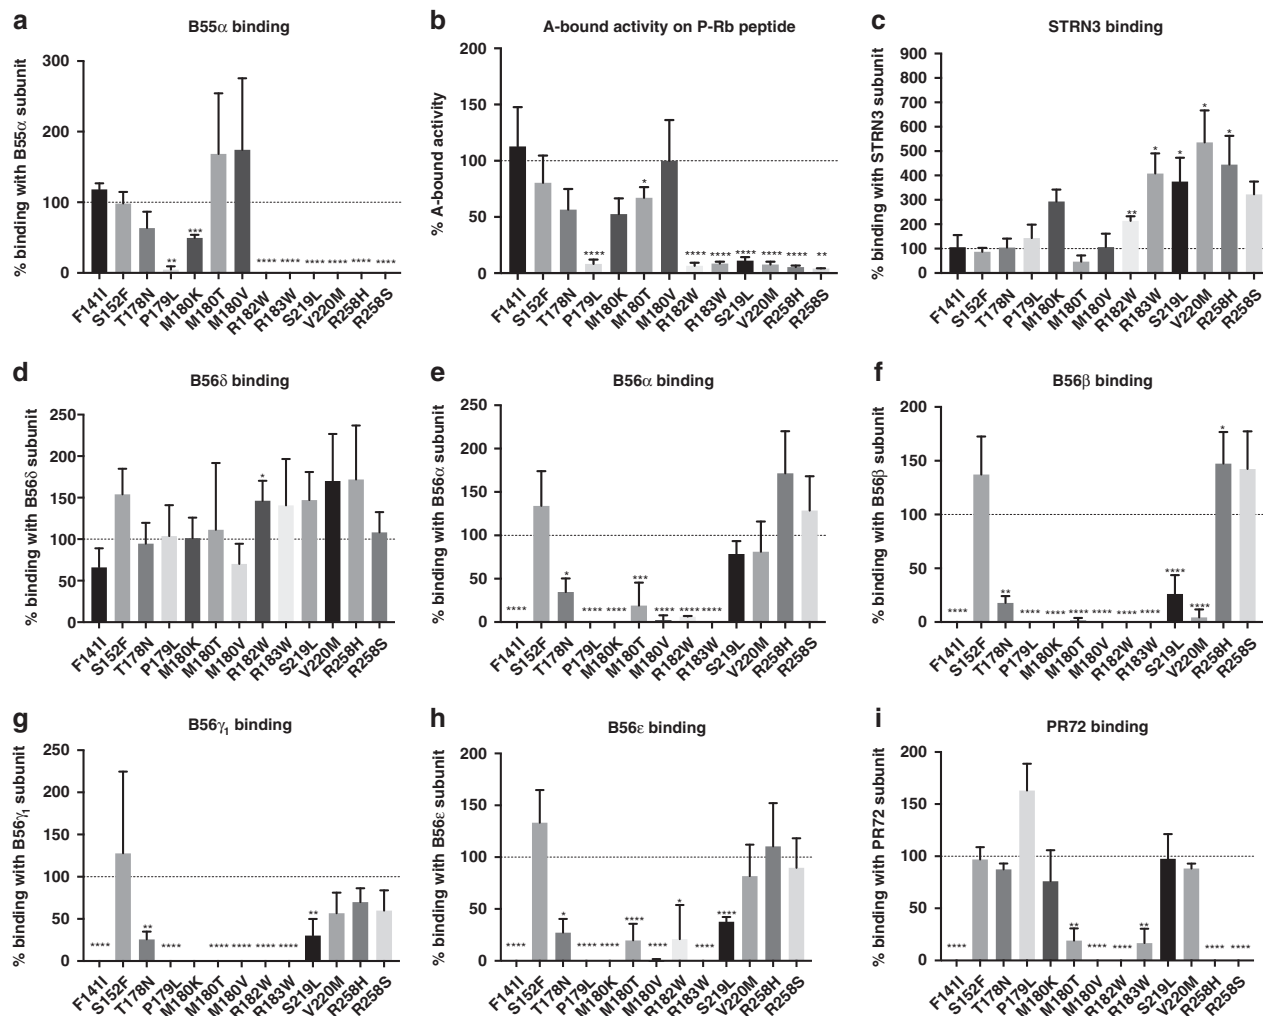 a
B55α binding
% binding with B55α subunit
300
200
100
0
** *** **** **** **** **** **** ****
F141I S152F T178N P179L M180K M180T M180V R182W R183W S219L V220M R258H R258S
b
A-bound activity on P-Rb peptide
% A-bound activity
200
150
100
50
0
**** * **** **** **** **** **** **
F141I S152F T178N P179L M180K M180T M180V R182W R183W S219L V220M R258H R258S
c
STRN3 binding
% binding with STRN3 subunit
900
800
700
600
500
400
300
200
100
0
** * * * *
F141I S152F T178N P179L M180K M180T M180V R182W R183W S219L V220M R258H R258S
d
B56δ binding
% binding with B56δ subunit
250
200
150
100
50
0
*
F141I S152F T178N P179L M180K M180T M180V R182W R183W S219L V220M R258H R258S
e
B56α binding
% binding with B56α subunit
250
200
150
100
50
0
**** * **** **** *** **** **** ****
F141I S152F T178N P179L M180K M180T M180V R182W R183W S219L V220M R258H R258S
f
B56β binding
% binding with B56β subunit
200
150
100
50
0
**** ** **** **** **** **** **** **** **** **** *
F141I S152F T178N P179L M180K M180T M180V R182W R183W S219L V220M R258H R258S
g
B56γ1 binding
% binding with B56γ1 subunit
250
200
150
100
50
0
**** ** **** **** **** **** **** **
F141I S152F T178N P179L M180K M180T M180V R182W R183W S219L V220M R258H R258S
h
B56ε binding
% binding with B56ε subunit
200
150
100
50
0
**** * **** **** **** **** * **** ****
F141I S152F T178N P179L M180K M180T M180V R182W R183W S219L V220M R258H R258S
i
PR72 binding
% binding with PR72 subunit
200
150
100
50
0
**** ** **** **** ** **** ****
F141I S152F T178N P179L M180K M180T M180V R182W R183W S219L V220M R258H R258S